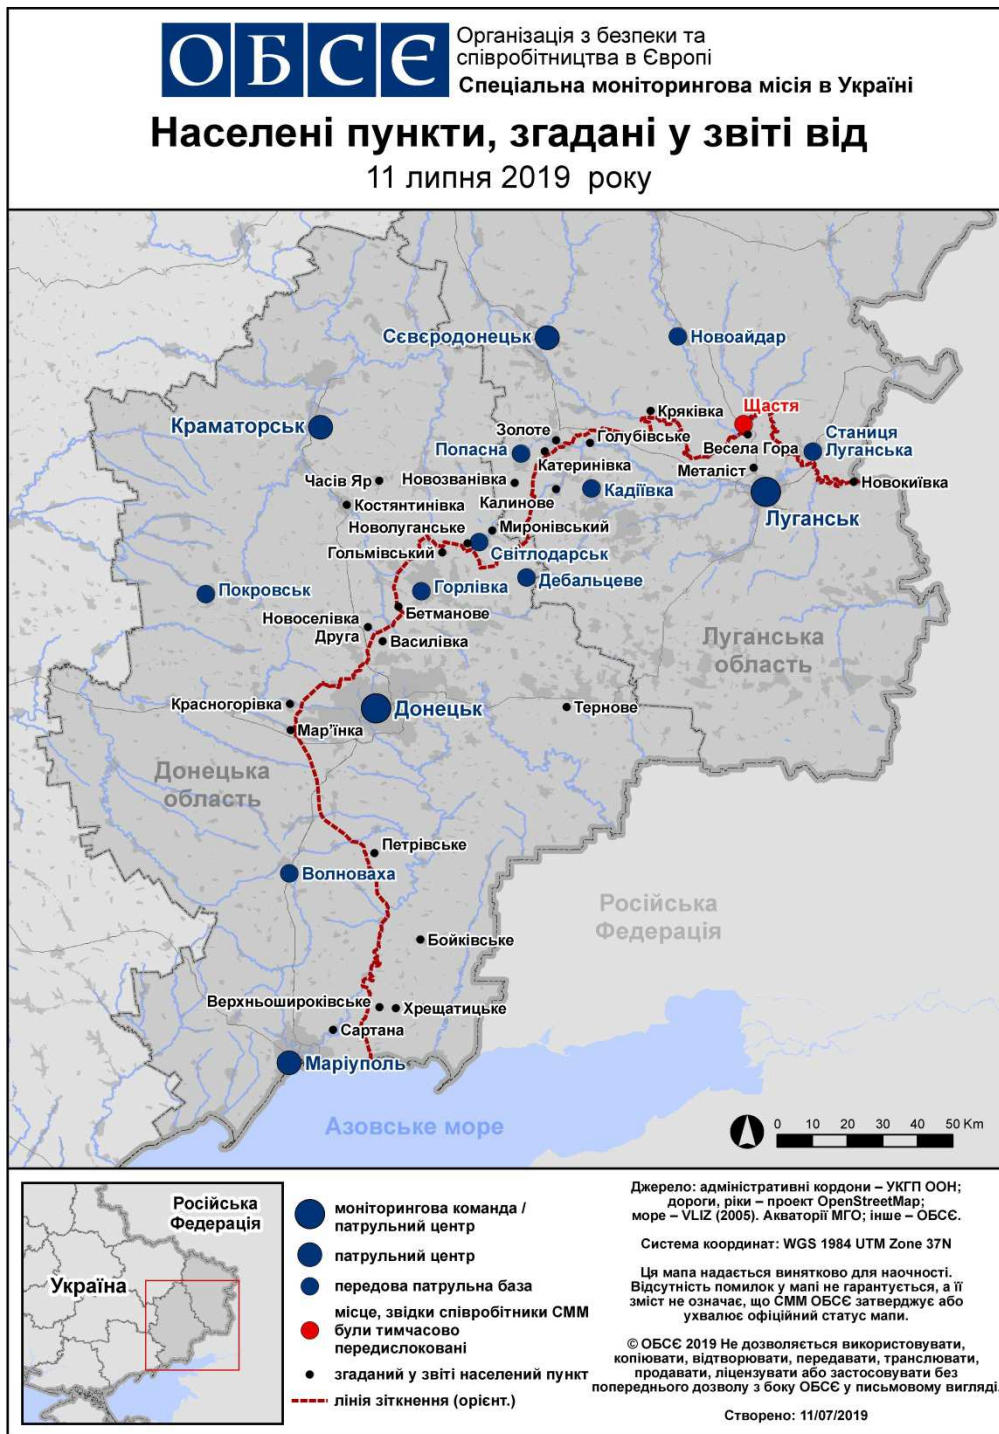 ОБСЄ
Організація з безпеки та
співробітництва в Європі
Спеціальна моніторингова місія в Україні
Населені пункти, згадані у звіті від
11 липня 2019 року
Сєвєродонецьк
Новоайдар
Щастя
Кряківка
Краматорськ
Золоте
Голубівське
Весела Гора
Станиця
Луганська
Попасна
Катеринівка
Металіст
Часів Яр
Новозванівка
Кадіївка
Новокиївка
Калинове
Костянтинівка
Луганськ
Новолуганське
Миронівський
Гольмівський
Світлодарськ
Дебальцеве
Покровськ
Горлівка
Бетманове
Новоселівка
Друга
Василівка
Луганська
область
Красногорівка
Донецьк
Тернове
Мар'їнка
Донецька
область
Петрівське
Волноваха
Російська
Федерація
Бойківське
Верхньошироківське
Хрещатицьке
Сартана
Маріуполь
Азовське море
0 10 20 30 40 50 Km
Російська
Федерація
Україна
моніторингова команда /
патрульний центр
патрульний центр
передова патрульна база
місце, звідки співробітники СММ
були тимчасово
передислоковані
згаданий у звіті населений пункт
лінія зіткнення (орієнт.)
Джерело: адміністративні кордони – УКГП ООН;
дороги, ріки – проект OpenStreetMap;
море – VLIZ (2005). Акваторії МГО; інше – ОБСЄ.
Система координат: WGS 1984 UTM Zone 37N
Ця мапа надається винятково для наочності.
Відсутність помилок у мапі не гарантується, а її
зміст не означає, що СММ ОБСЄ затверджує або
ухвалює офіційний статус мапи.
© ОБСЄ 2019 Не дозволяється використовувати,
копіювати, відтворювати, передавати, транслювати,
продавати, ліцензувати або застосовувати без
попереднього дозволу з боку ОБСЄ у письмовому вигляді.
Створено: 11/07/2019